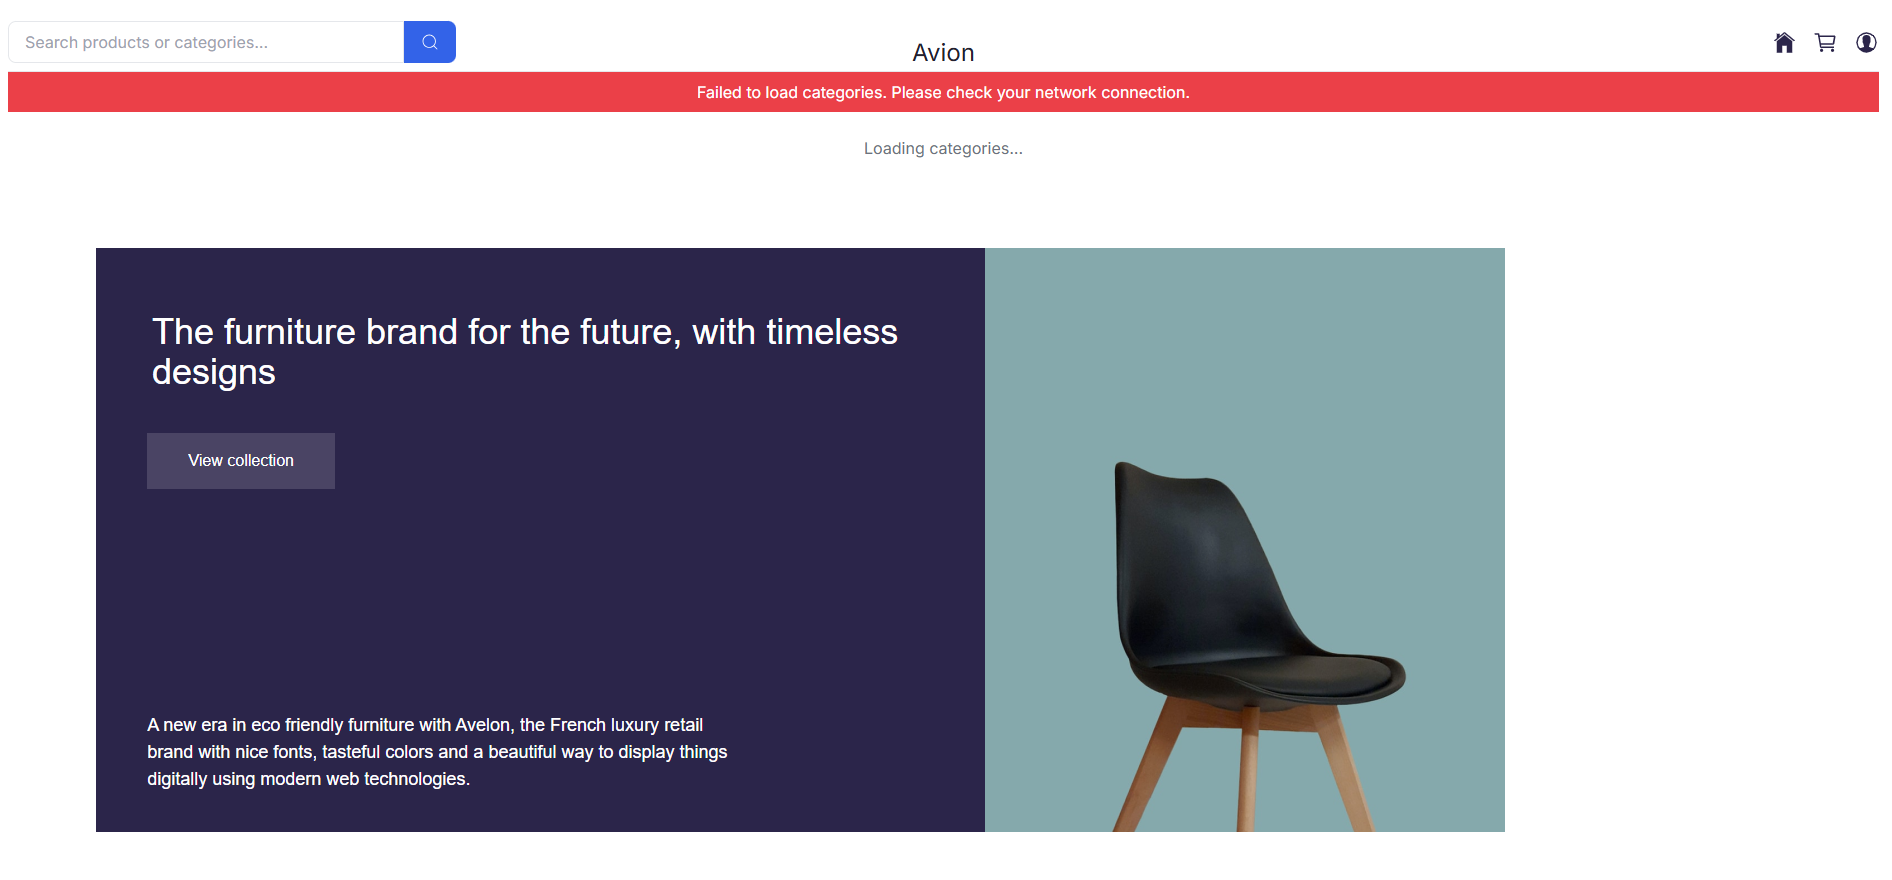 Search products or categories...
Avion
Failed to load categories. Please check your network connection.
Loading categories...
The furniture brand for the future, with timeless
designs
View collection
A new era in eco friendly furniture with Avelon, the French luxury retail
brand with nice fonts, tasteful colors and a beautiful way to display things
digitally using modern web technologies.